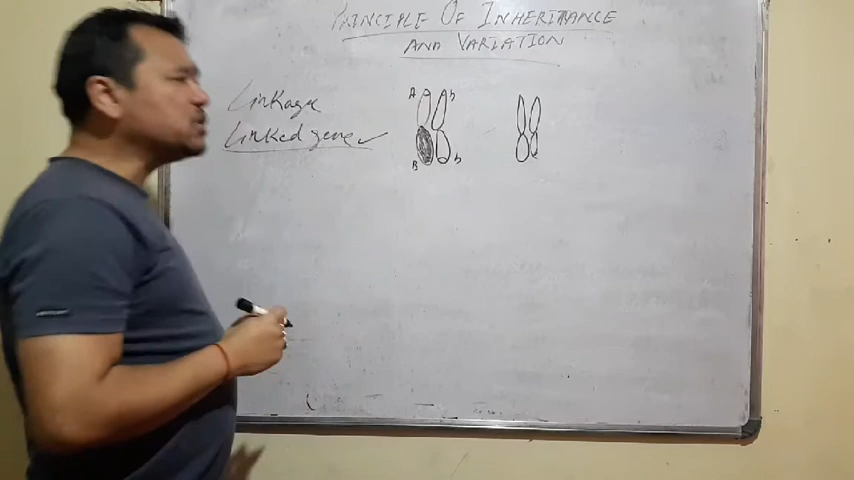 PRINCIPLE OF INHERITANCE
AND VARIATION
Linkage
Linked gene ✓
A b
B b